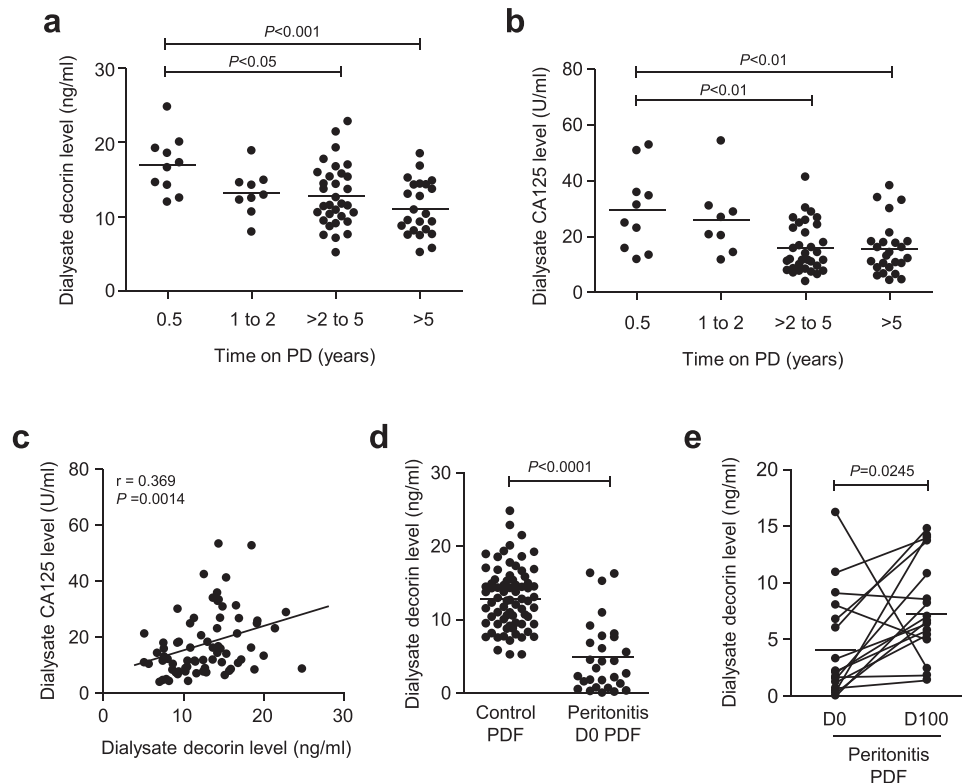 a
P<0.001
P<0.05
Dialysate decorin level (ng/ml)
30
20
10
0
0.5
1 to 2
>2 to 5
>5
Time on PD (years)
b
P<0.01
P<0.01
Dialysate CA125 level (U/ml)
80
60
40
20
0
0.5
1 to 2
>2 to 5
>5
Time on PD (years)
c
r = 0.369
P =0.0014
Dialysate CA125 level (U/ml)
80
60
40
20
0
0
10
20
30
Dialysate decorin level (ng/ml)
d
P<0.0001
Dialysate decorin level (ng/ml)
30
20
10
0
Control
PDF
Peritonitis
D0 PDF
e
P=0.0245
Dialysate decorin level (ng/ml)
20
15
10
5
0
D0
D100
Peritonitis
PDF